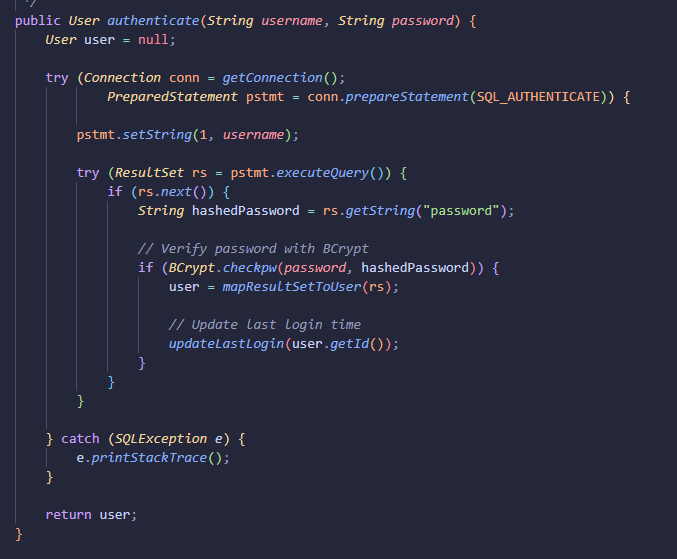 */
public User authenticate(String username, String password) {
    User user = null;

    try (Connection conn = getConnection();
            PreparedStatement pstmt = conn.prepareStatement(SQL_AUTHENTICATE)) {

        pstmt.setString(1, username);

        try (ResultSet rs = pstmt.executeQuery()) {
            if (rs.next()) {
                String hashedPassword = rs.getString("password");

                // Verify password with BCrypt
                if (BCrypt.checkpw(password, hashedPassword)) {
                    user = mapResultSetToUser(rs);

                    // Update last login time
                    updateLastLogin(user.getId());
                }
            }
        }

    } catch (SQLException e) {
        e.printStackTrace();
    }

    return user;
}